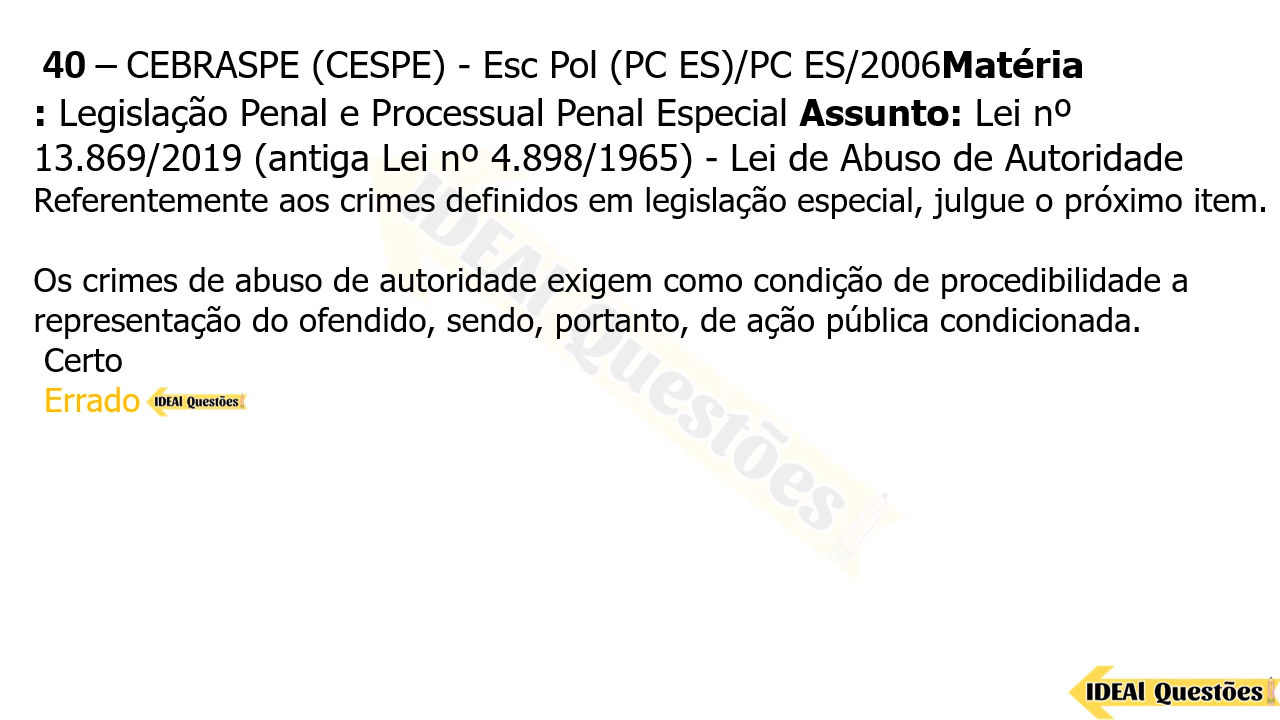 40 – CEBRASPE (CESPE) - Esc Pol (PC ES)/PC ES/2006Matéria
: Legislação Penal e Processual Penal Especial Assunto: Lei nº
13.869/2019 (antiga Lei nº 4.898/1965) - Lei de Abuso de Autoridade
Referentemente aos crimes definidos em legislação especial, julgue o próximo item.
Os crimes de abuso de autoridade exigem como condição de procedibilidade a
representação do ofendido, sendo, portanto, de ação pública condicionada.
Certo
Errado IDEAl Questões
IDEAl Questões
IDEAl Questões